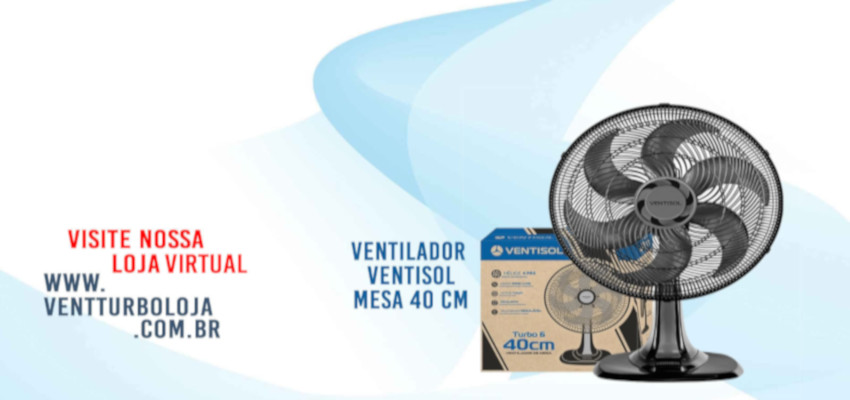 VISITE NOSSA
LOJA VIRTUAL
WWW.
VENTTURBOLOJA
.COM.BR
VENTILADOR
VENTISOL
MESA 40 CM
VENTISOL
Turbo 6
40cm
VENTISOL